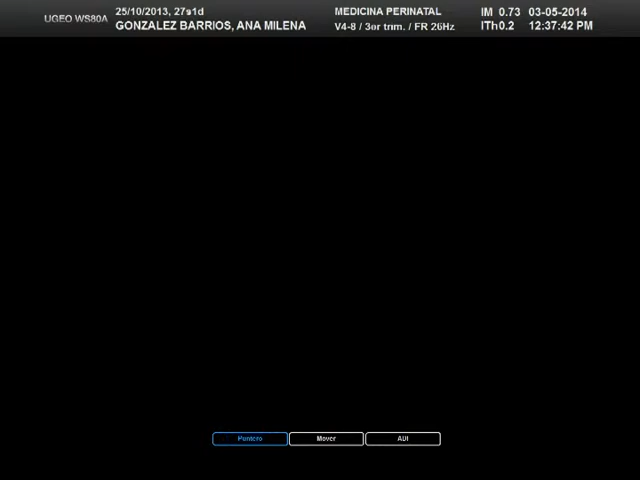 UGEO WS80A
25/10/2013, 27s1d
GONZALEZ BARRIOS, ANA MILENA
MEDICINA PERINATAL
V4-8 / 3er trim. / FR 26Hz
IM 0.73 03-05-2014
ITh0.2 12:37:42 PM
Puntero
Mover
ADI